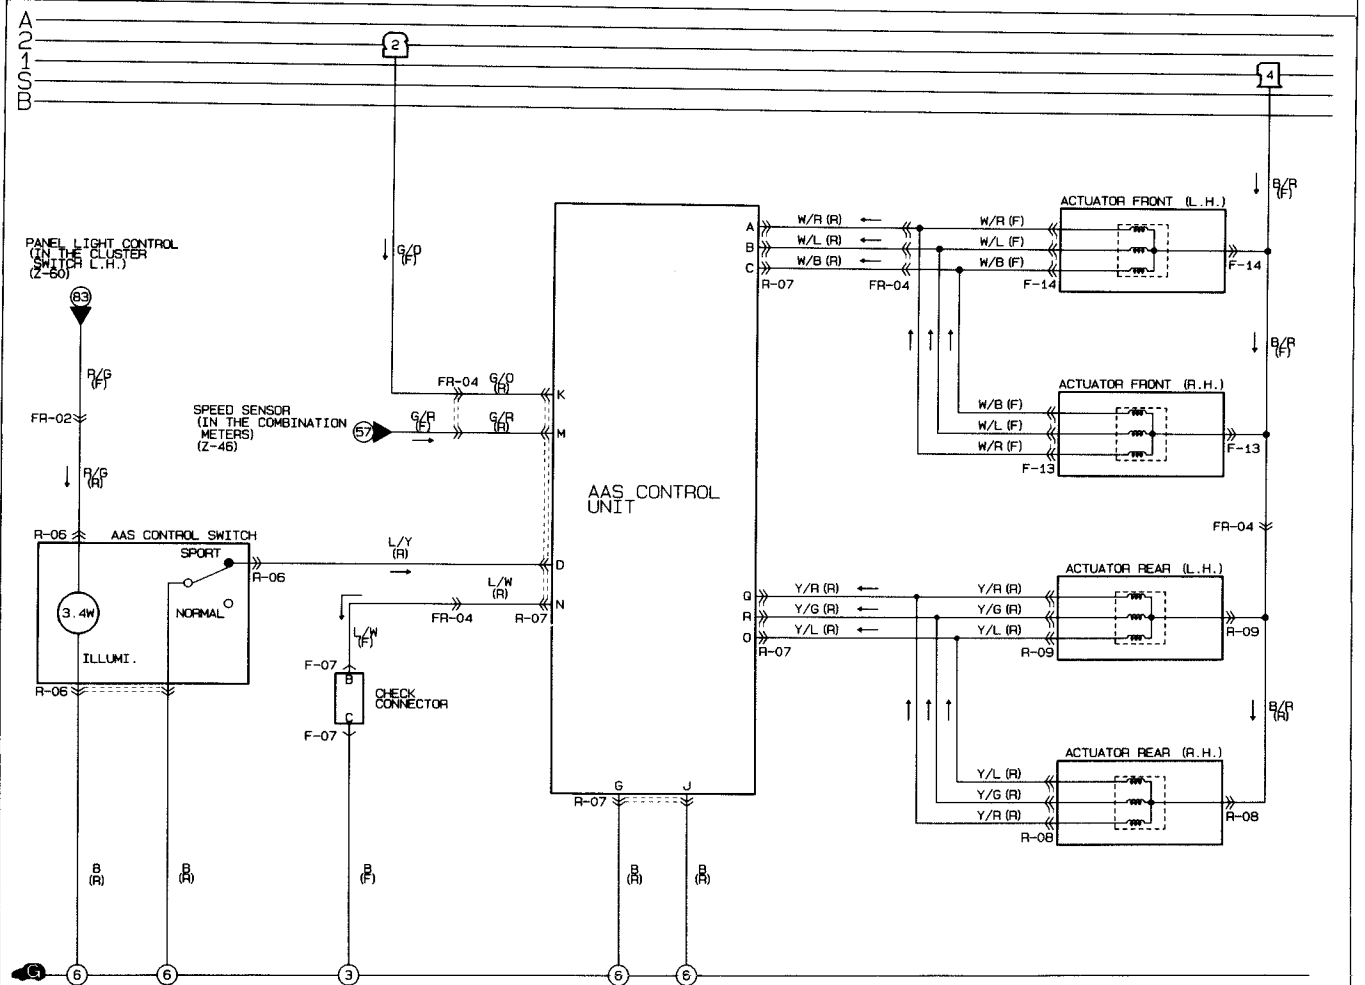 A
2
1
S
B
2
4
B/R
(F)
ACTUATOR FRONT (L.H.)
PANEL LIGHT CONTROL
(IN THE CLUSTER
SWITCH L.H.)
(Z-60)
83
G/O
(F)
A
B
C
W/R (R)
W/L (R)
W/B (R)
W/R (F)
W/L (F)
W/B (F)
R-07
FR-04
F-14
F-14
B/R
(F)
R/G
(F)
FR-02
R/G
(R)
FR-04
G/O
(R)
K
SPEED SENSOR
(IN THE COMBINATION
METERS)
(Z-46)
57
G/R
(F)
G/R
(R)
M
ACTUATOR FRONT (R.H.)
W/B (F)
W/L (F)
W/R (F)
F-13
F-13
AAS CONTROL
UNIT
FR-04
R-06
AAS CONTROL SWITCH
SPORT
R-06
NORMAL
3.4W
ILLUMI.
R-06
L/Y
(R)
D
L/W
(R)
N
FR-04
R-07
L/W
(F)
F-07
B
C
CHECK
CONNECTOR
F-07
ACTUATOR REAR (L.H.)
Q
R
O
Y/R (R)
Y/G (R)
Y/L (R)
Y/R (R)
Y/G (R)
Y/L (R)
R-07
R-09
R-09
B/R
(R)
ACTUATOR REAR (R.H.)
Y/L (R)
Y/G (R)
Y/R (R)
R-08
R-08
G
J
R-07
B
(R)
B
(R)
B
(F)
B
(R)
B
(R)
G
6
6
3
6
6